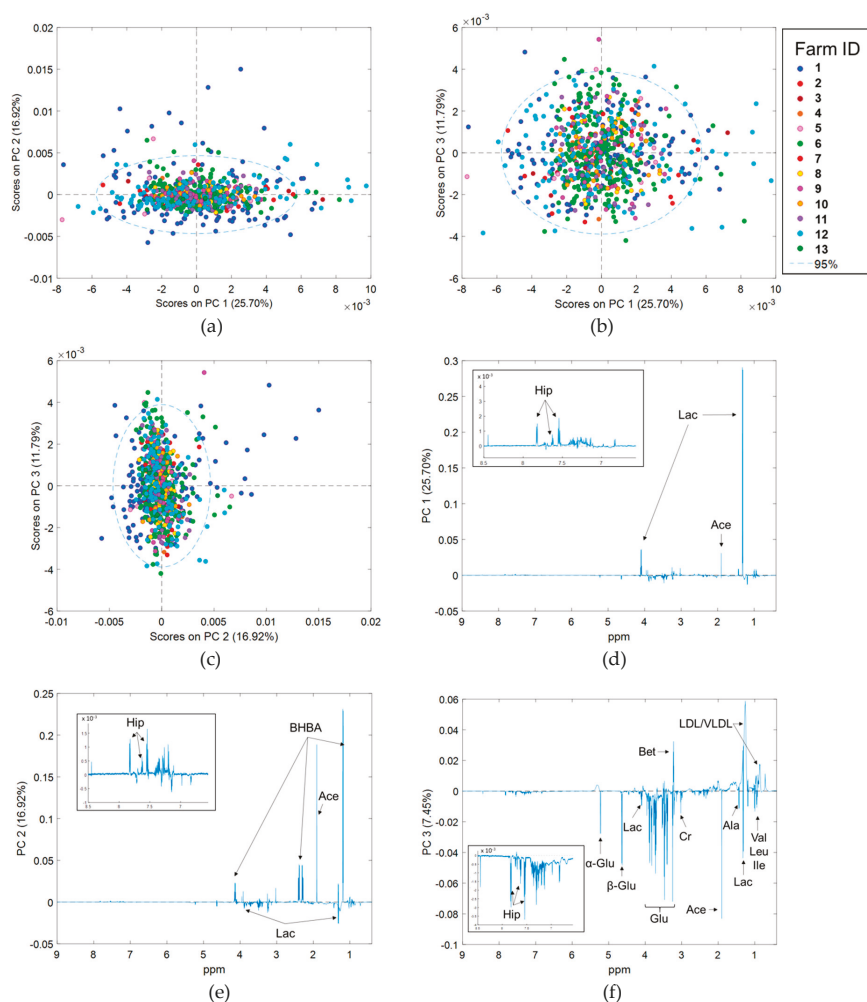 0.02
0.015
0.01
0.005
0
-0.005
-0.01
Scores on PC 2 (16.92%)
-8 -6 -4 -2 0 2 4 6 8 10
Scores on PC 1 (25.70%)
×10⁻³
(a)
×10⁻³
6
4
2
0
-2
-4
-6
Scores on PC 3 (11.79%)
-8 -6 -4 -2 0 2 4 6 8 10
Scores on PC 1 (25.70%)
×10⁻³
(b)
Farm ID
1
2
3
4
5
6
7
8
9
10
11
12
13
95%
×10⁻³
6
4
2
0
-2
-4
-6
Scores on PC 3 (11.79%)
-0.01 -0.005 0 0.005 0.01 0.015 0.02
Scores on PC 2 (16.92%)
(c)
0.3
0.25
0.2
0.15
0.1
0.05
0
-0.05
PC 1 (25.70%)
Hip
Lac
Ace
9 8 7 6 5 4 3 2 1
ppm
(d)
0.25
0.2
0.15
0.1
0.05
0
-0.05
PC 2 (16.92%)
Hip
BHBA
Ace
Lac
9 8 7 6 5 4 3 2 1
ppm
(e)
0.06
0.04
0.02
0
-0.02
-0.04
-0.06
-0.08
-0.1
PC 3 (7.45%)
LDL/VLDL
Bet
Lac
Cr
Ala
Val
Leu
Ile
α-Glu
β-Glu
Lac
Hip
Glu
Ace
9 8 7 6 5 4 3 2 1
ppm
(f)